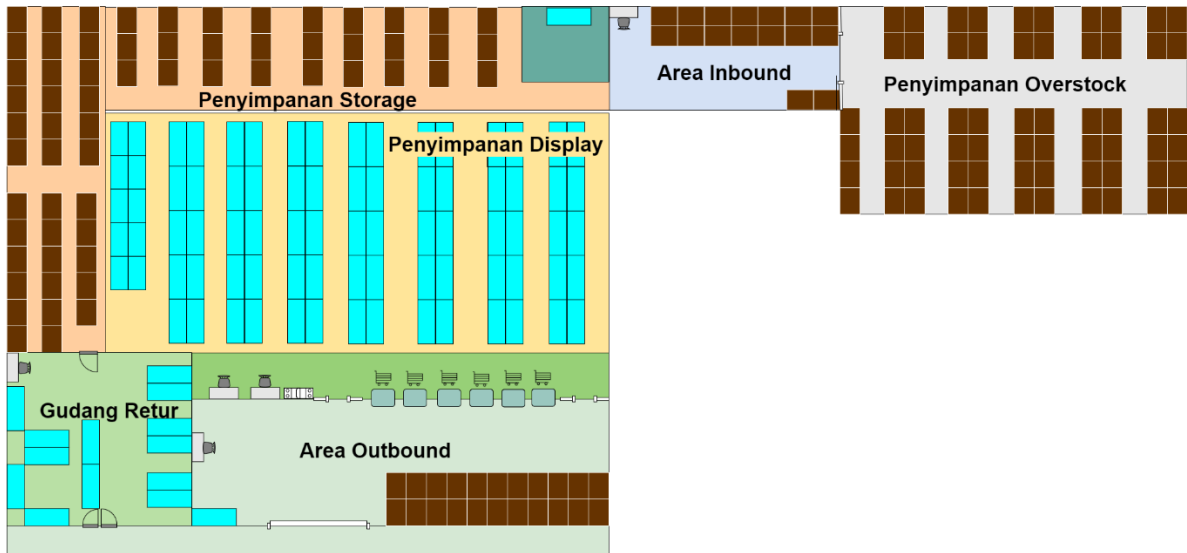 Area Inbound
Penyimpanan Overstock
Penyimpanan Storage
Penyimpanan Display
Gudang Retur
Area Outbound